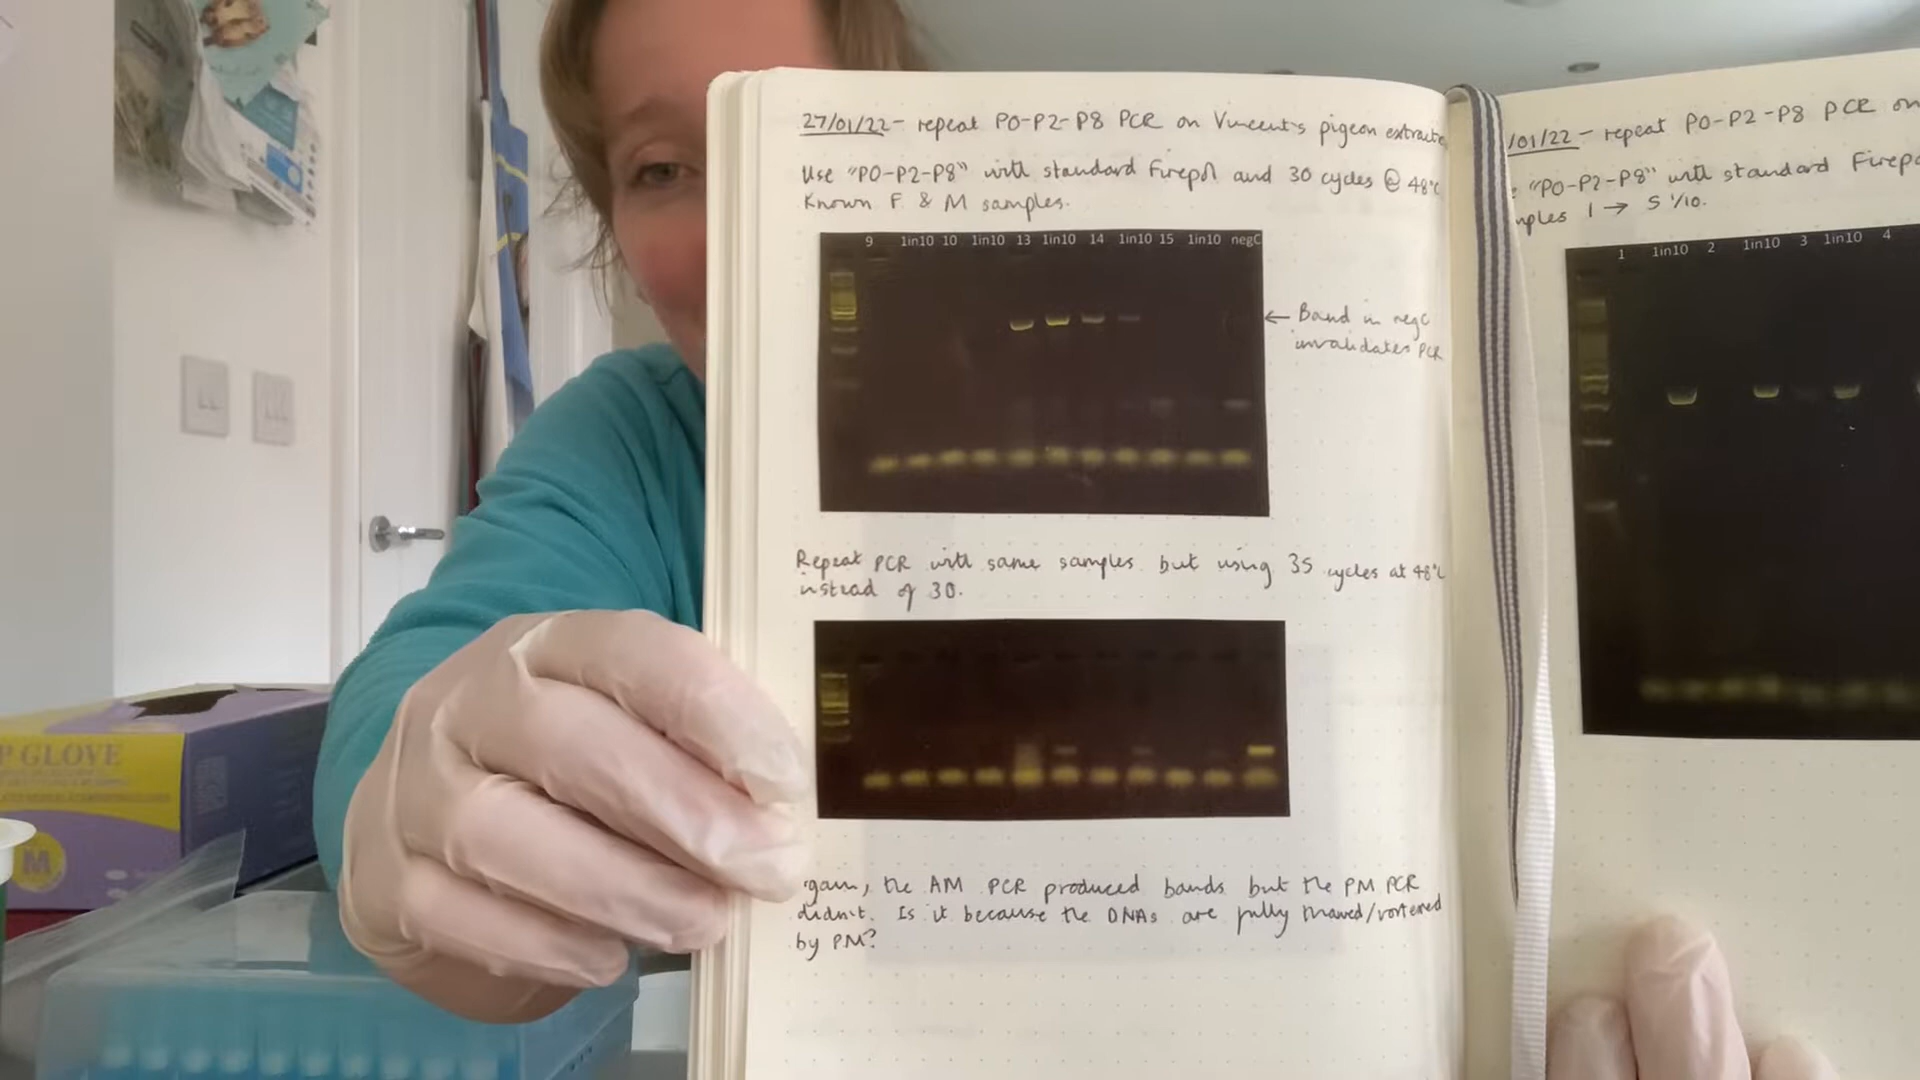 27/01/22 - repeat P0-P2-P8 PCR on Vincent's pigeon extracts
Use "P0-P2-P8" with standard Firepol and 30 cycles @ 48°C
Known F & M samples.
9 1in10 10 1in10 13 1in10 14 1in10 15 1in10 negC
← Band in negC
invalidates PCR
Repeat PCR with same samples but using 35 cycles at 48°C
instead of 30.
gain, the AM PCR produced bands but the PM PCR
didn't. Is it because the DNAs are fully thawed/vortexed
by PM?
/01/22 - repeat P0-P2-P8 PCR on
"P0-P2-P8" with standard Firepo
mples 1 → 5 1/10.
1 1in10 2 1in10 3 1in10 4
P GLOVE
M